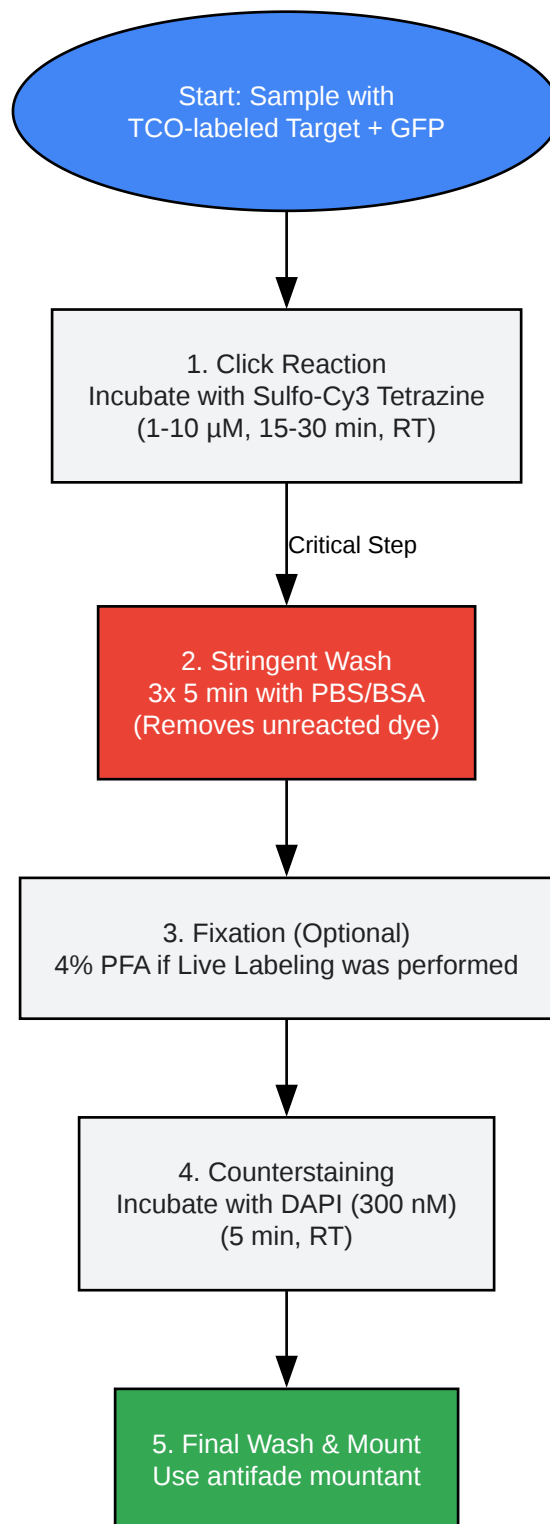 Start: Sample with
TCO-labeled Target + GFP
1. Click Reaction
Incubate with Sulfo-Cy3 Tetrazine
(1-10 µM, 15-30 min, RT)
Critical Step
2. Stringent Wash
3x 5 min with PBS/BSA
(Removes unreacted dye)
3. Fixation (Optional)
4% PFA if Live Labeling was performed
4. Counterstaining
Incubate with DAPI (300 nM)
(5 min, RT)
5. Final Wash & Mount
Use antifade mountant